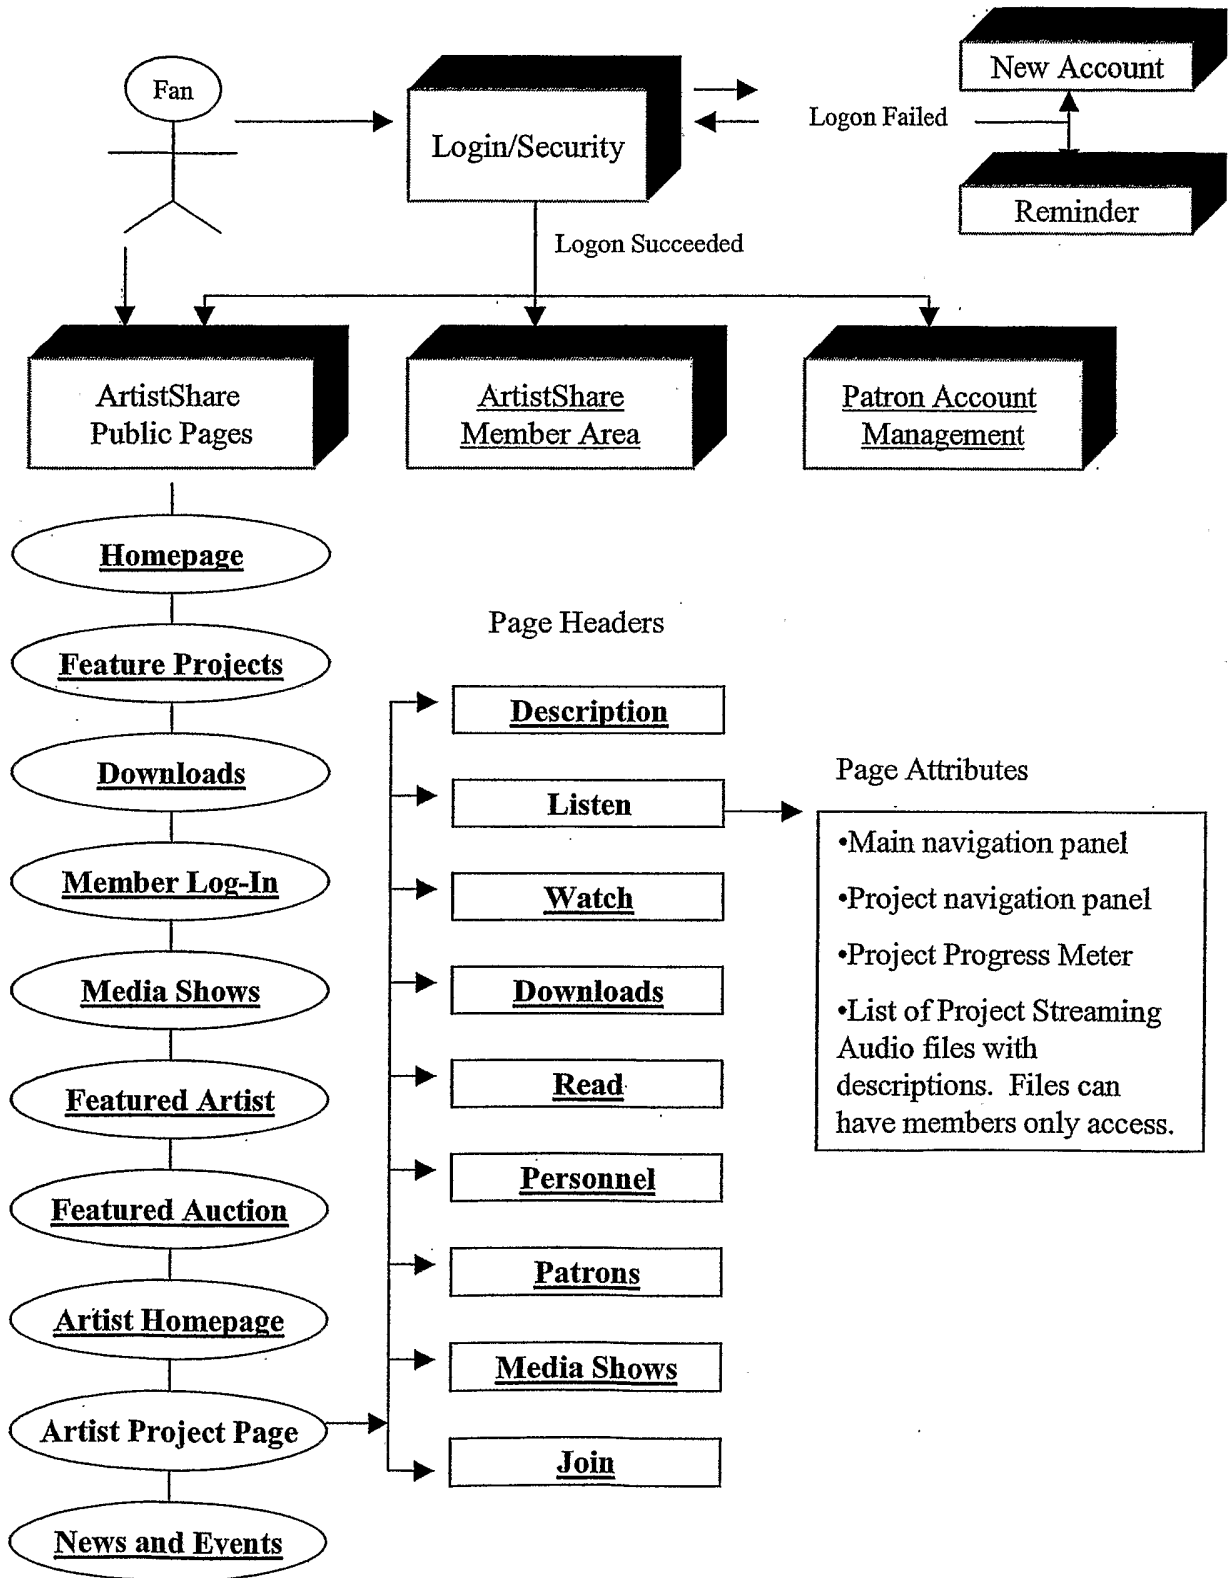 Fan
Login/Security
New Account
Logon Failed
Reminder
Logon Succeeded
ArtistShare
Public Pages
ArtistShare
Member Area
Patron Account
Management
Homepage
Feature Projects
Downloads
Member Log-In
Media Shows
Featured Artist
Featured Auction
Artist Homepage
Artist Project Page
News and Events
Page Headers
Description
Listen
Watch
Downloads
Read
Personnel
Patrons
Media Shows
Join
Page Attributes
•Main navigation panel
•Project navigation panel
•Project Progress Meter
•List of Project Streaming
Audio files with
descriptions. Files can
have members only access.